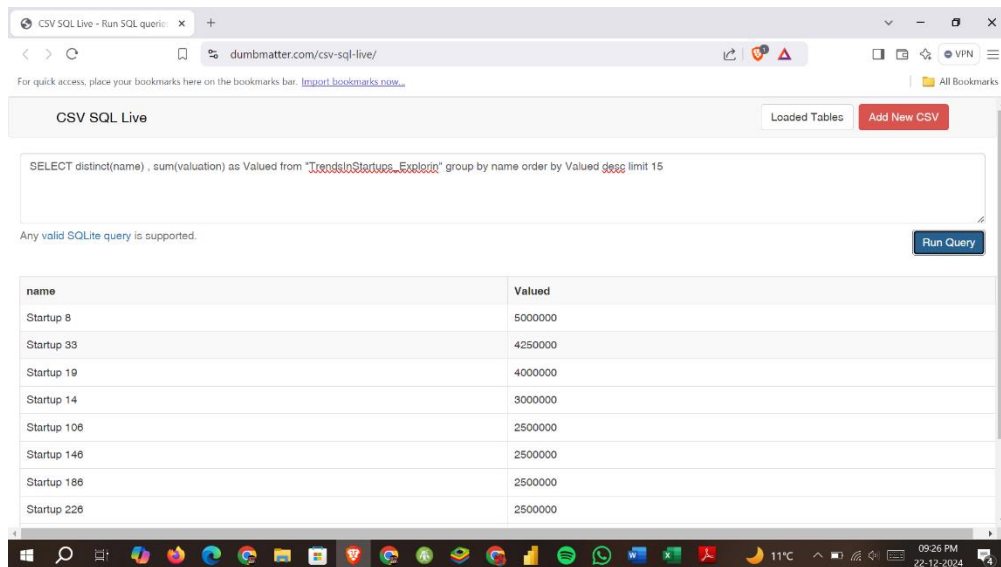 CSV SQL Live - Run SQL querie
dumbmatter.com/csv-sql-live/
VPN
For quick access, place your bookmarks here on the bookmarks bar. Import bookmarks now...
All Bookmarks
CSV SQL Live
Loaded Tables
Add New CSV
SELECT distinct(name) , sum(valuation) as Valued from "TrendsInStartups_Explorin" group by name order by Valued desc limit 15
Any valid SQLite query is supported.
Run Query
name Valued
Startup 8 5000000
Startup 33 4250000
Startup 19 4000000
Startup 14 3000000
Startup 106 2500000
Startup 146 2500000
Startup 186 2500000
Startup 226 2500000
11°C
09:26 PM
22-12-2024